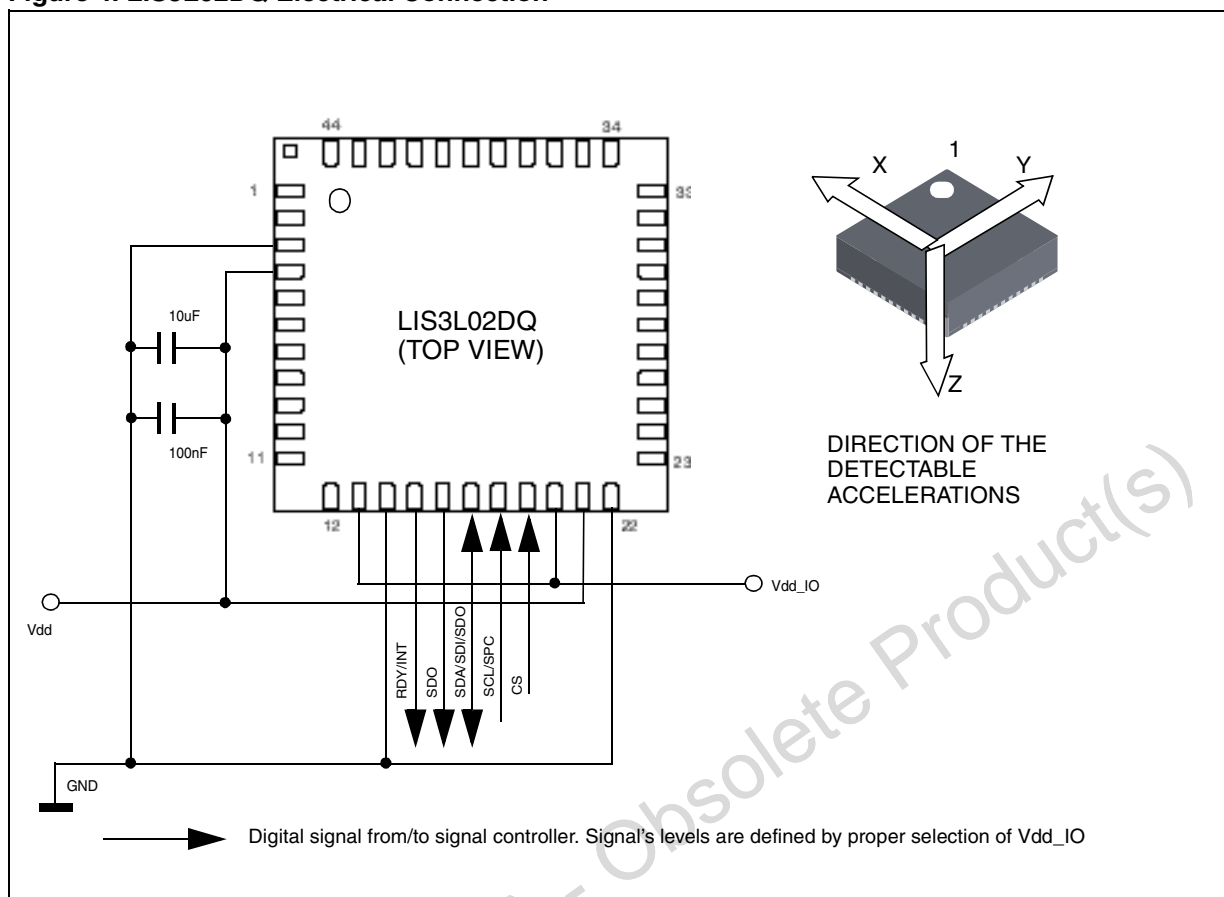 44
34
1
33
LIS3L02DQ
(TOP VIEW)
10uF
100nF
11
23
12
22
X
1
Y
Z
DIRECTION OF THE
DETECTABLE
ACCELERATIONS
Vdd_IO
Vdd
RDY/INT
SDO
SDA/SDI/SDO
SCL/SPC
CS
GND
Digital signal from/to signal controller. Signal's levels are defined by proper selection of Vdd_IO
- Obsolete Product(s)